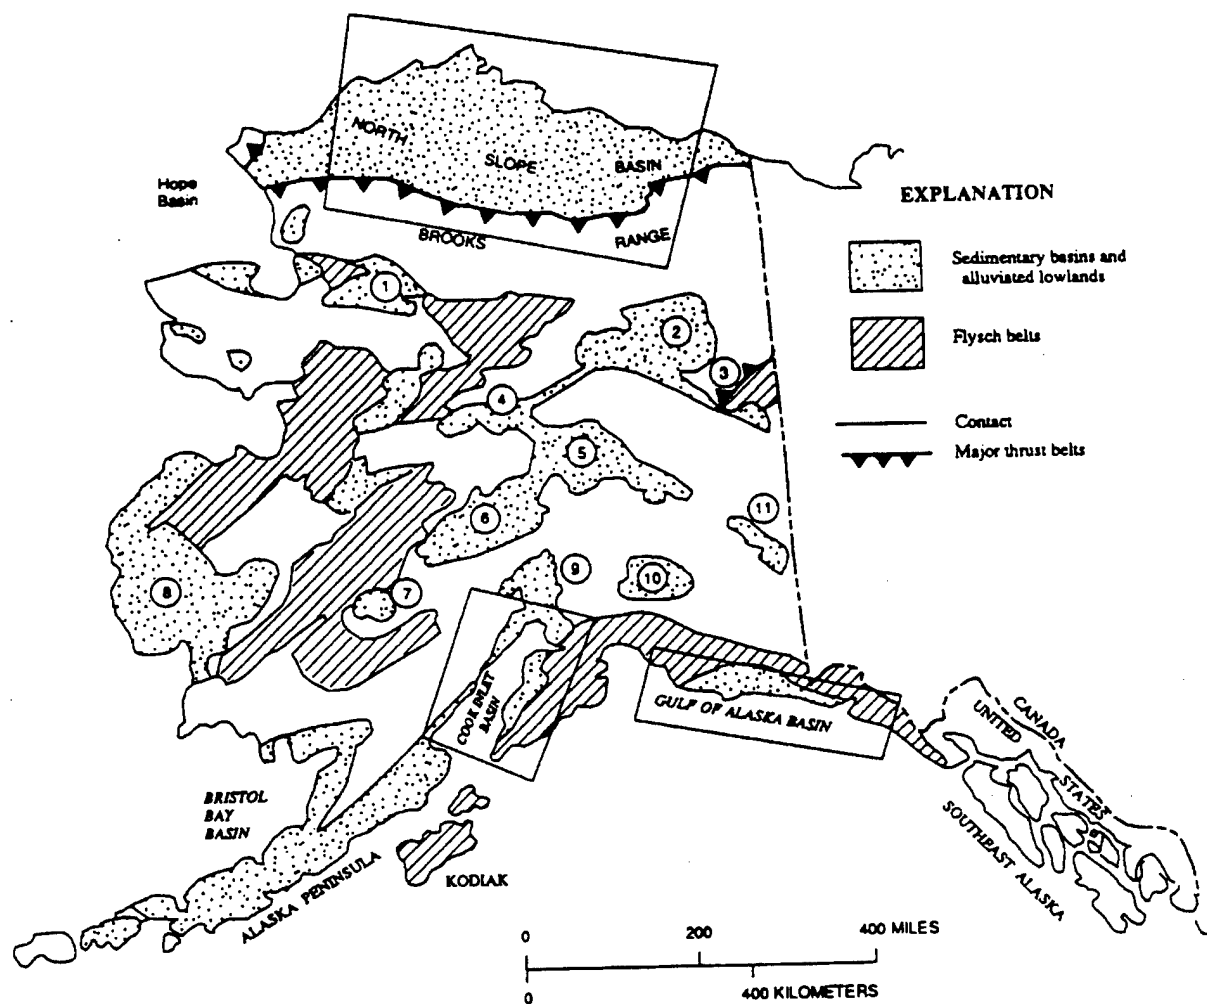 NORTH
SLOPE
BASIN
Hope
Basin
BROOKS
RANGE
EXPLANATION
Sedimentary basins and
alluviated lowlands
Flysch belts
Contact
Major thrust belts
1
2
3
4
5
6
7
8
9
10
11
COOK INLET
BASIN
GULF OF ALASKA BASIN
CANADA
UNITED
STATES
SOUTHEAST ALASKA
BRISTOL
BAY
BASIN
ALASKA PENINSULA
KODIAK
0
200
400 MILES
0
400 KILOMETERS